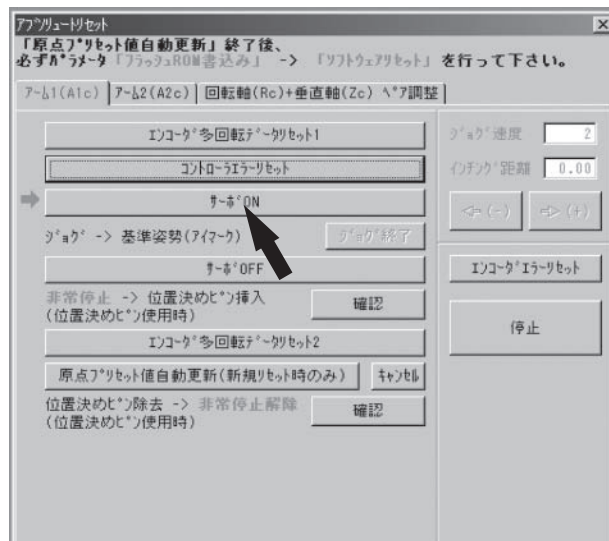 アブソリュートリセット
「原点プリセット値自動更新」終了後、
必ずパラメータ「フラッシュROM書込み」 -> 「ソフトウェアリセット」 を行って下さい。
アーム1(A1c) アーム2(A2c) 回転軸(Rc)+垂直軸(Zc) ペア調整
エンコーダ多回転データリセット1
コントローラエラーリセット
サーボON
ジョグ -> 基準姿勢(アイマーク) ジョグ終了
サーボOFF
非常停止 -> 位置決めピン挿入
(位置決めピン使用時) 確認
エンコーダ多回転データリセット2
原点プリセット値自動更新(新規リセット時のみ) キャンセル
位置決めピン除去 -> 非常停止解除
(位置決めピン使用時) 確認
ジョグ速度 2
インチング距離 0.00
(-) (+)
エンコーダエラーリセット
停止